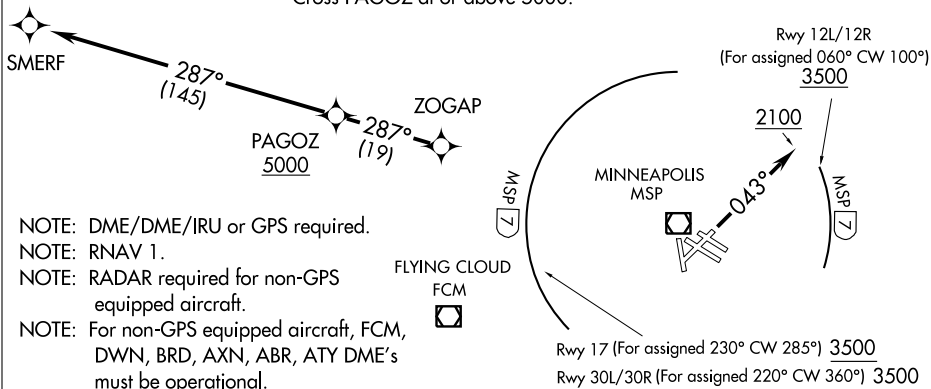 Cross PAGOZ at or above 5000.
SMERF
287°
(145)
PAGOZ
5000
287°
(19)
ZOGAP
Rwy 12L/12R
(For assigned 060° CW 100°)
3500
2100
MINNEAPOLIS
MSP
043°
MSP 7
MSP 7
FLYING CLOUD
FCM
NOTE: DME/DME/IRU or GPS required.
NOTE: RNAV 1.
NOTE: RADAR required for non-GPS
equipped aircraft.
NOTE: For non-GPS equipped aircraft, FCM,
DWN, BRD, AXN, ABR, ATY DME's
must be operational.
Rwy 17 (For assigned 230° CW 285°) 3500
Rwy 30L/30R (For assigned 220° CW 360°) 3500